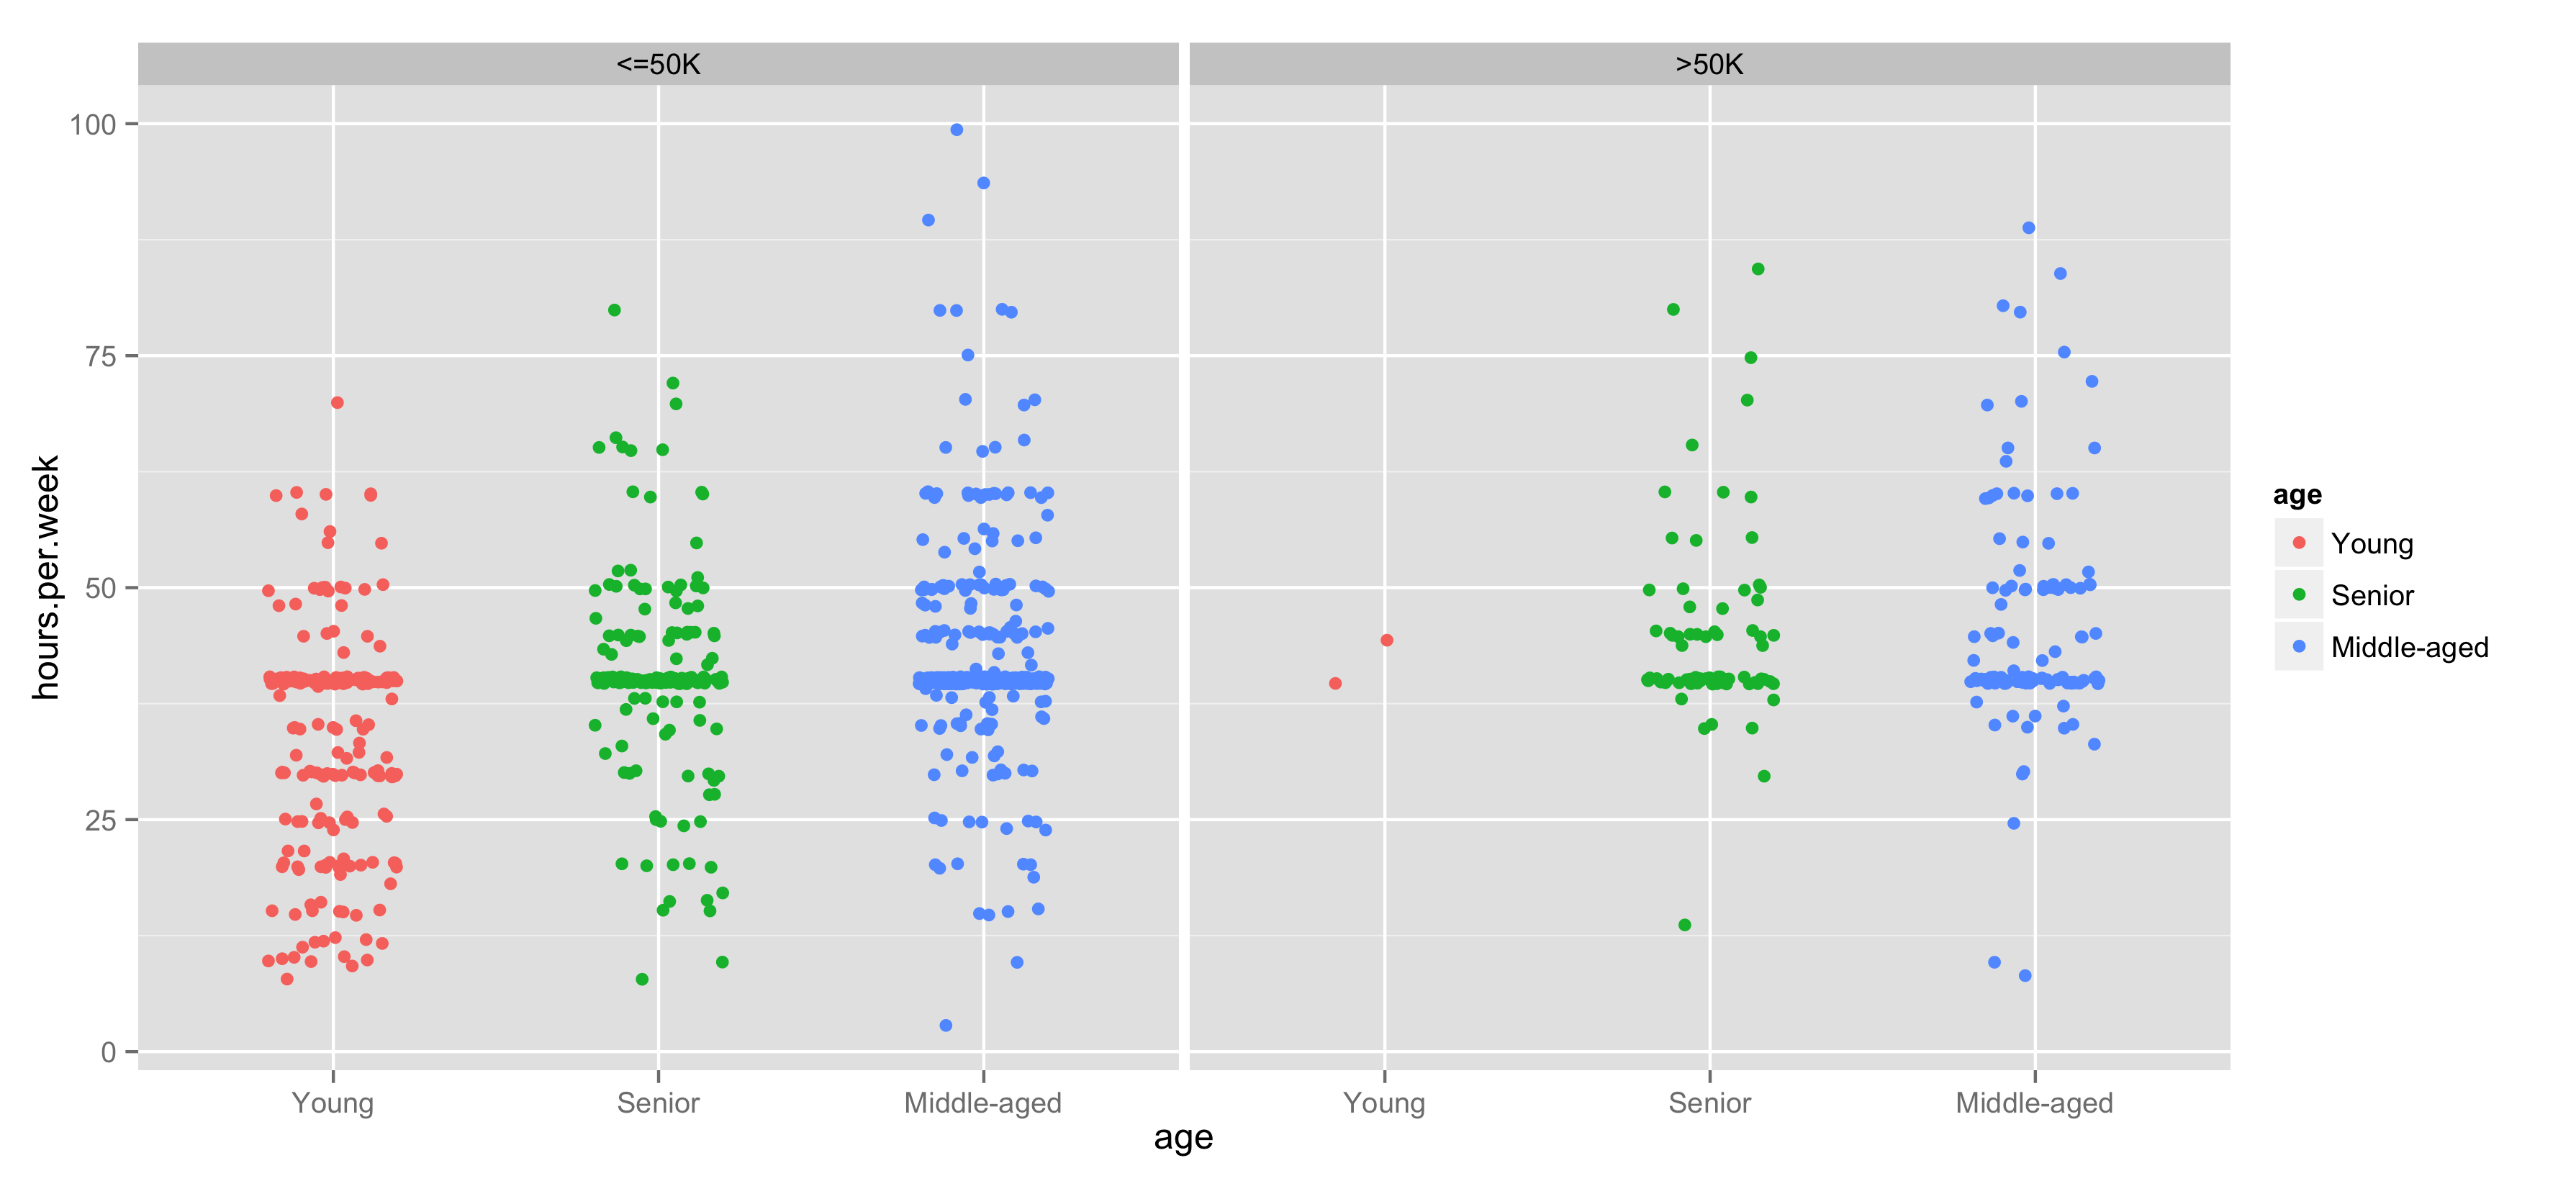 <=50K >50K
100
75
50
25
0
hours.per.week
Young Senior Middle-aged Young Senior Middle-aged
age
age
Young
Senior
Middle-aged